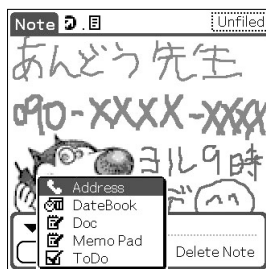 Note Unfiled
あんどう先生
090-XXXX-XXXX
ヨル9時
デ
Address
DateBook
Doc
Memo Pad
ToDo
Delete Note